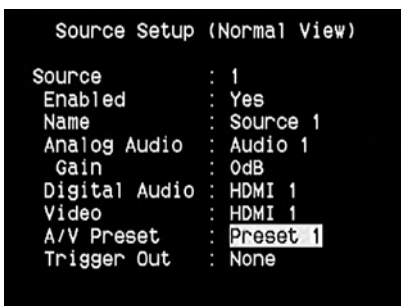 Source Setup (Normal View)
Source : 1
Enabled : Yes
Name : Source 1
Analog Audio : Audio 1
Gain : 0dB
Digital Audio : HDMI 1
Video : HDMI 1
A/V Preset : Preset 1
Trigger Out : None